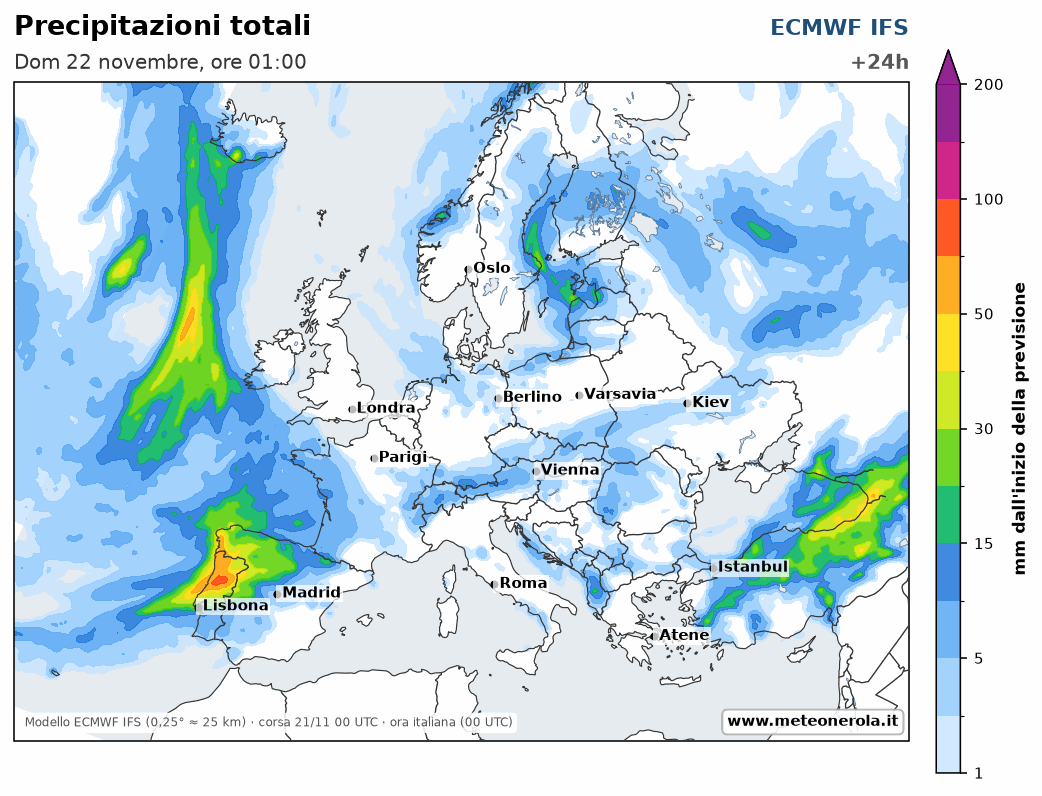 Precipitazioni totali
ECMWF IFS
Dom 22 novembre, ore 01:00
+24h
200
100
50
30
15
5
1
mm dall'inizio della previsione
Oslo
Berlino
Varsavia
Kiev
Londra
Parigi
Vienna
Istanbul
Roma
Madrid
Lisbona
Atene
Modello ECMWF IFS (0,25° ≈ 25 km) · corsa 21/11 00 UTC · ora italiana (00 UTC)
www.meteonerola.it